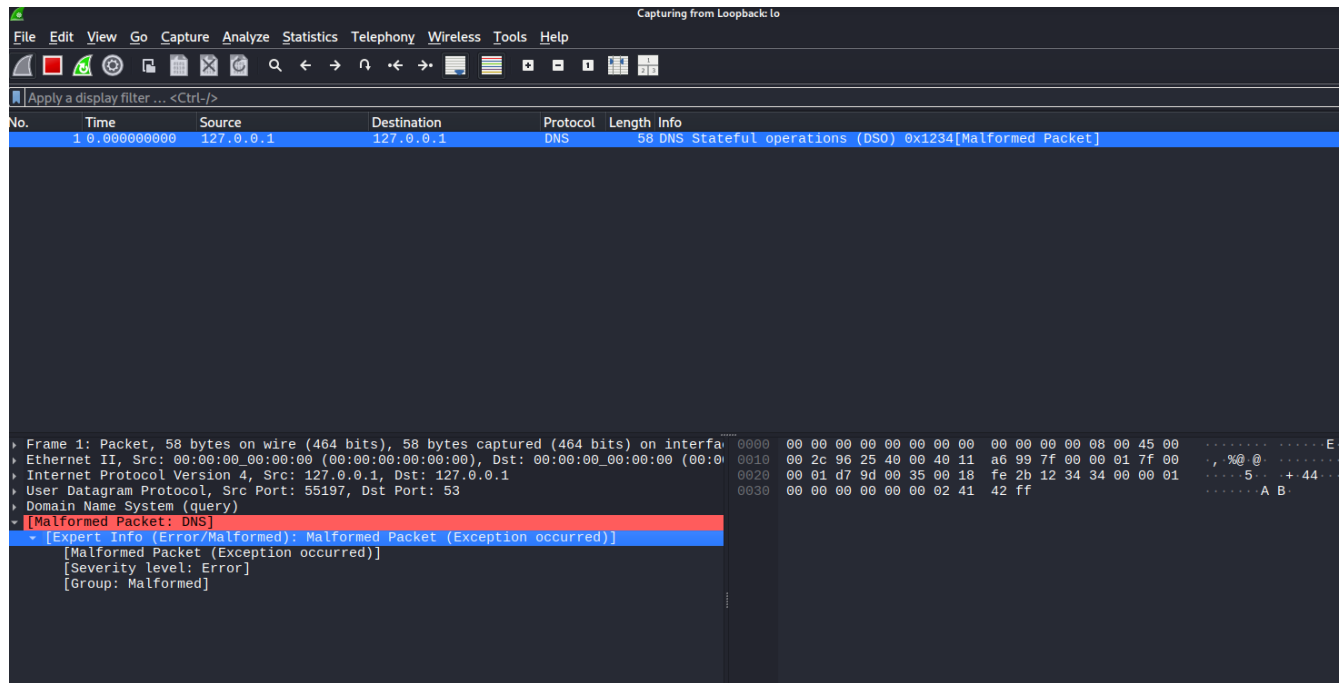 Capturing from Loopback: lo
File Edit View Go Capture Analyze Statistics Telephony Wireless Tools Help
Apply a display filter ... <Ctrl-/>
No. Time Source Destination Protocol Length Info
1 0.000000000 127.0.0.1 127.0.0.1 DNS 58 DNS Stateful operations (DSO) 0x1234[Malformed Packet]
Frame 1: Packet, 58 bytes on wire (464 bits), 58 bytes captured (464 bits) on interfa
Ethernet II, Src: 00:00:00_00:00:00 (00:00:00:00:00:00), Dst: 00:00:00_00:00:00 (00:0
Internet Protocol Version 4, Src: 127.0.0.1, Dst: 127.0.0.1
User Datagram Protocol, Src Port: 55197, Dst Port: 53
Domain Name System (query)
[Malformed Packet: DNS]
[Expert Info (Error/Malformed): Malformed Packet (Exception occurred)]
[Malformed Packet (Exception occurred)]
[Severity level: Error]
[Group: Malformed]
0000 00 00 00 00 00 00 00 00 00 00 00 00 08 00 45 00 ········ ······E·
0010 00 2c 96 25 40 00 40 11 a6 99 7f 00 00 01 7f 00 ·,·%@·@· ········
0020 00 01 d7 9d 00 35 00 18 fe 2b 12 34 34 00 00 01 ·····5·· ·+·44···
0030 00 00 00 00 00 00 02 41 42 ff ·······A B·